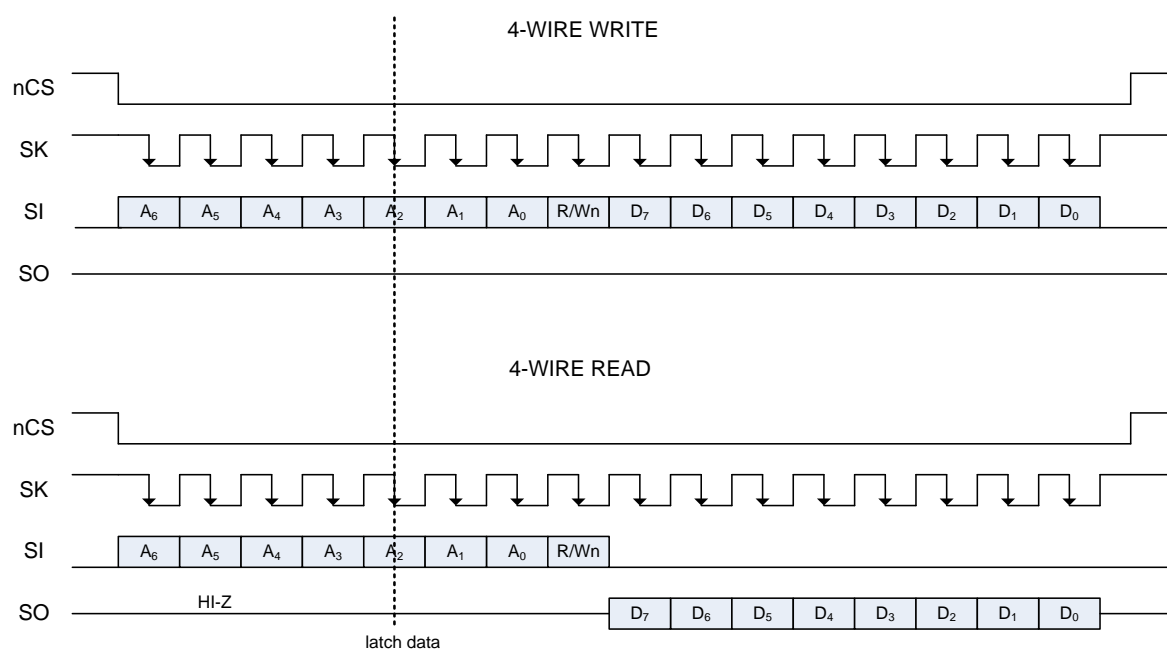 4-WIRE WRITE
nCS
SK
SI A₆ A₅ A₄ A₃ A₂ A₁ A₀ R/Wn D₇ D₆ D₅ D₄ D₃ D₂ D₁ D₀
SO
4-WIRE READ
nCS
SK
SI A₆ A₅ A₄ A₃ A₂ A₁ A₀ R/Wn
SO HI-Z D₇ D₆ D₅ D₄ D₃ D₂ D₁ D₀
latch data